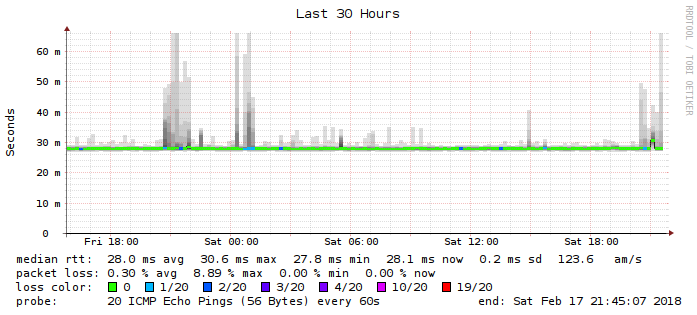 Last 30 Hours
RRDTOOL / TOBI OETIKER
Seconds
60 m
50 m
40 m
30 m
20 m
10 m
0
Fri 18:00 Sat 00:00 Sat 06:00 Sat 12:00 Sat 18:00
median rtt: 28.0 ms avg 30.6 ms max 27.8 ms min 28.1 ms now 0.2 ms sd 123.6 am/s
packet loss: 0.30 % avg 8.89 % max 0.00 % min 0.00 % now
loss color: 0 1/20 2/20 3/20 4/20 10/20 19/20
probe: 20 ICMP Echo Pings (56 Bytes) every 60s end: Sat Feb 17 21:45:07 2018